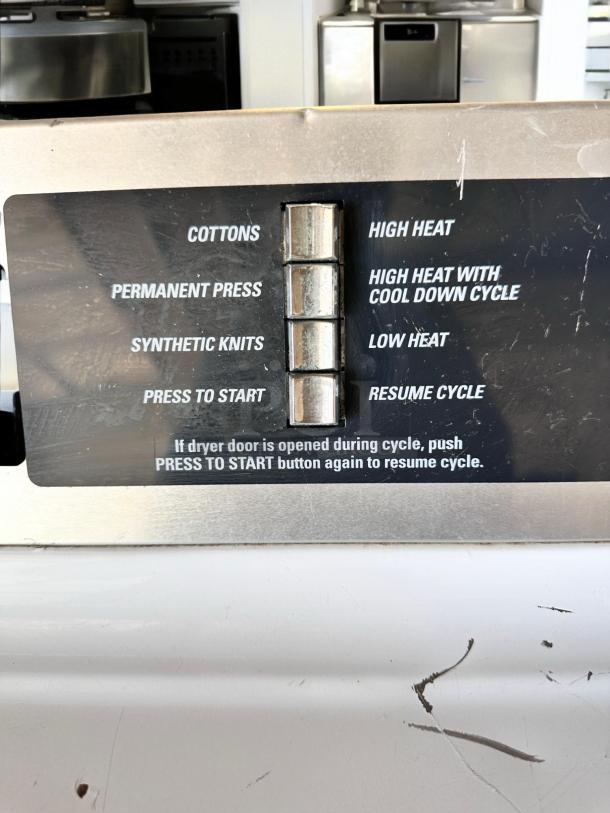 COTTONS HIGH HEAT
PERMANENT PRESS HIGH HEAT WITH
COOL DOWN CYCLE
SYNTHETIC KNITS LOW HEAT
PRESS TO START RESUME CYCLE
If dryer door is opened during cycle, push
PRESS TO START button again to resume cycle.